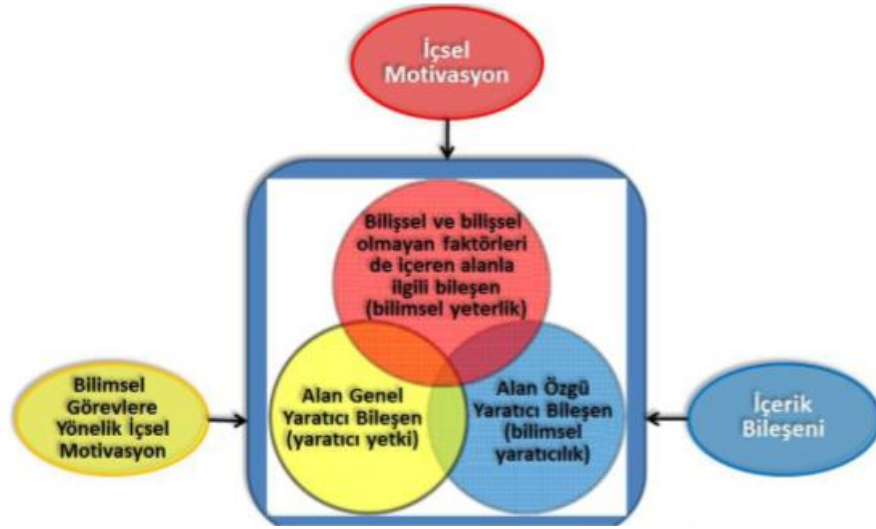 İçsel
Motivasyon
Bilişsel ve bilişsel
olmayan faktörleri
de içeren alanla
ilgili bileşen
(bilimsel yeterlik)
Bilimsel
Görevlere
Yönelik İçsel
Motivasyon
Alan Genel
Yaratıcı Bileşen
(yaratıcı yetki)
Alan Özgü
Yaratıcı Bileşen
(bilimsel
yaratıcılık)
İçerik
Bileşeni